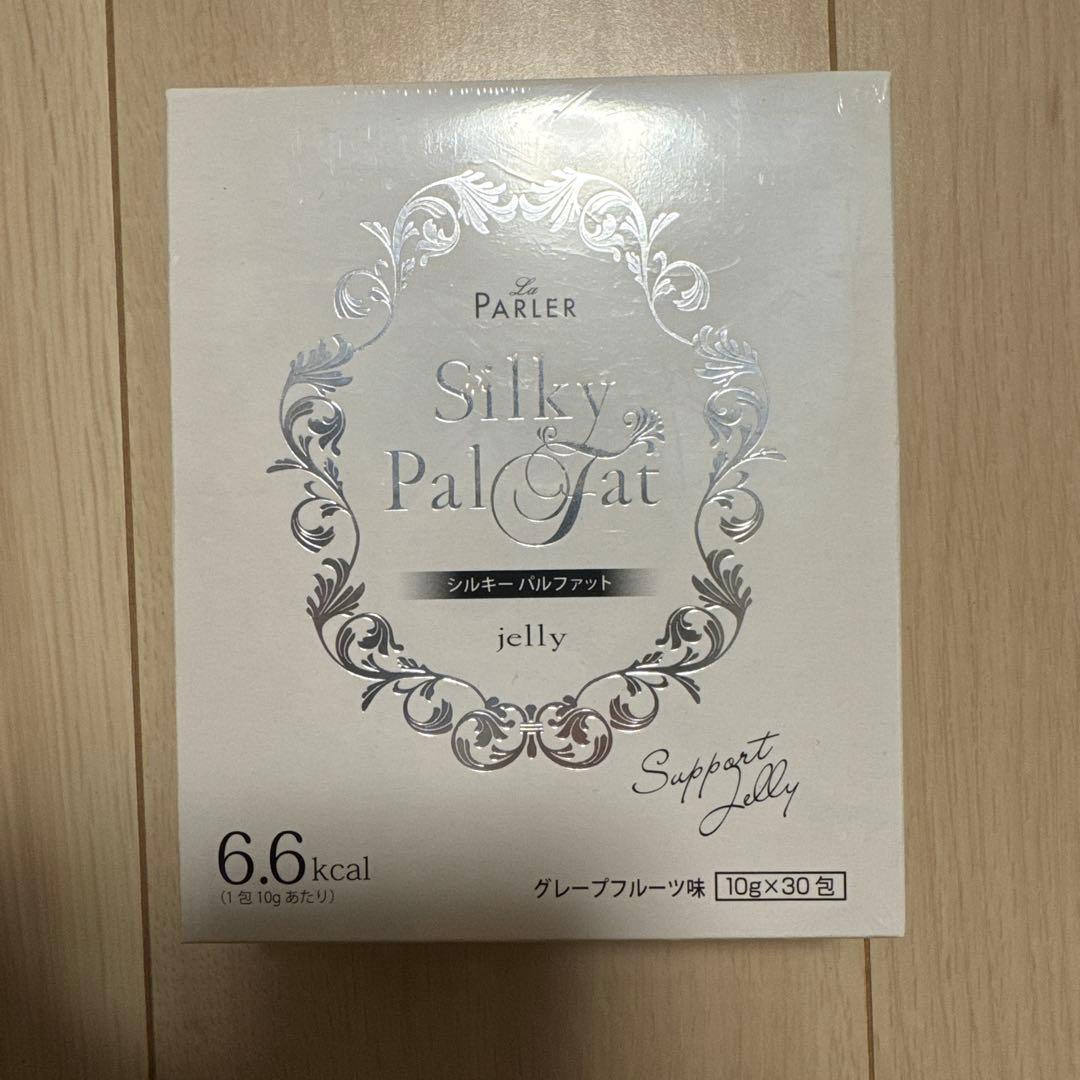 La
PARLER
Silky
PalFat
シルキー パルファット
jelly
Support
Jelly
6.6kcal
(1包10gあたり)
グレープフルーツ味 10g×30包